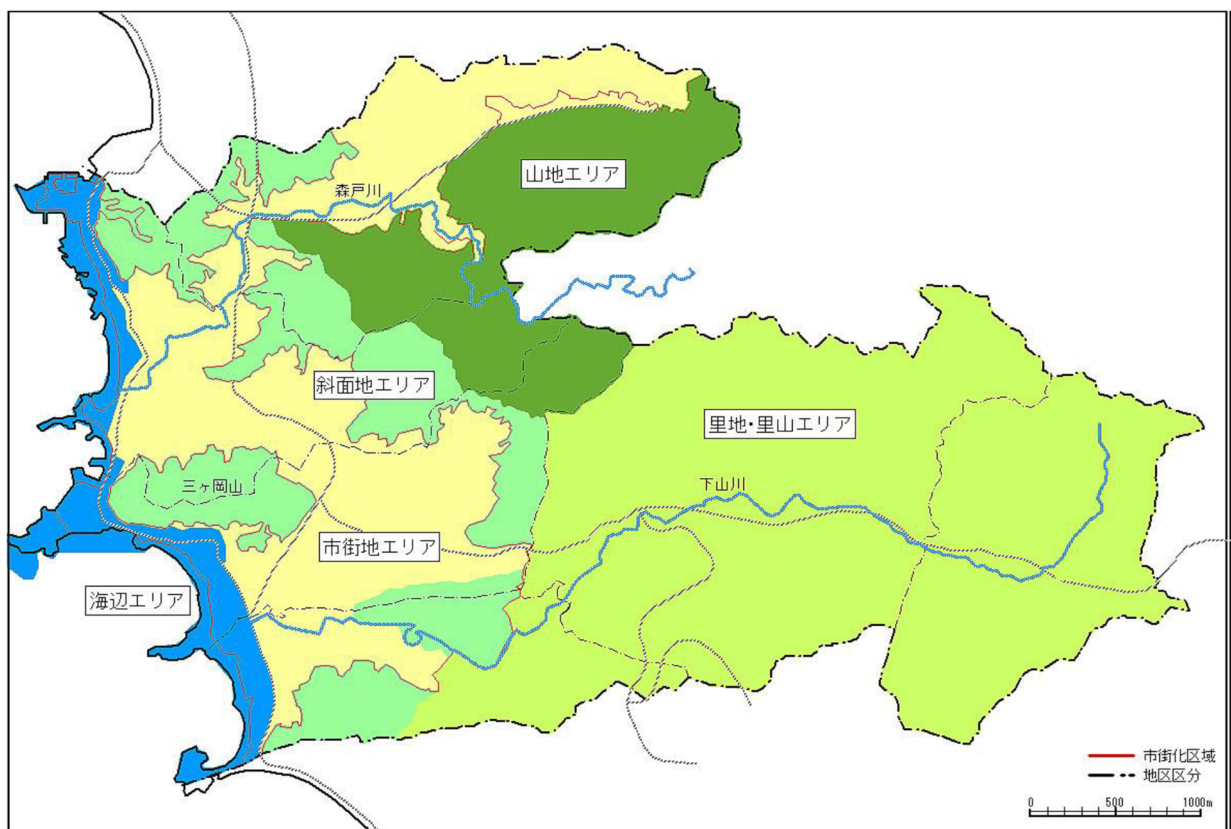 山地エリア
森戸川
斜面地エリア
里地・里山エリア
三ヶ岡山
下山川
市街地エリア
海辺エリア
市街化区域
地区区分
0 500 1000m